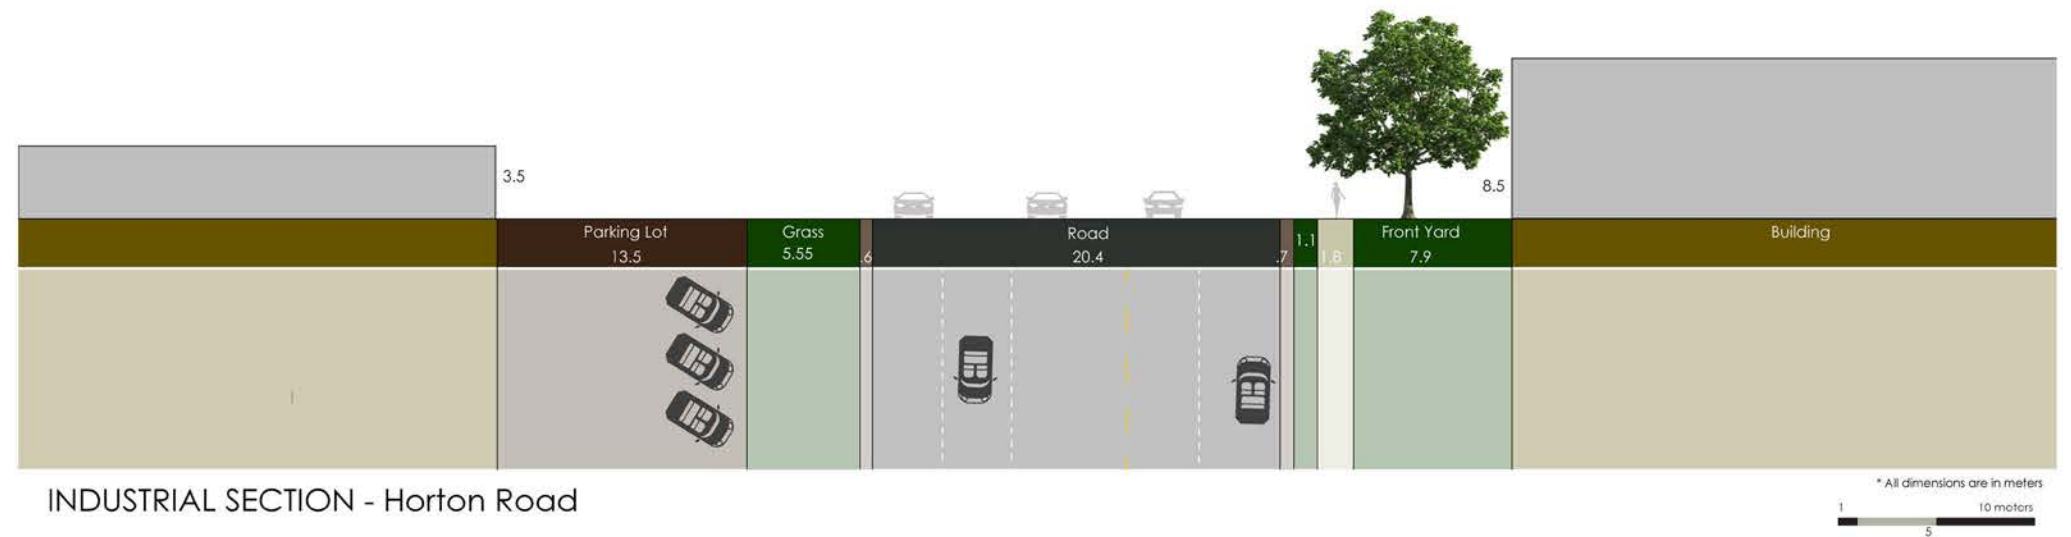 3.5
8.5
Parking Lot
13.5
Grass
5.55
.6
Road
20.4
.7
1.1
1.8
Front Yard
7.9
Building
INDUSTRIAL SECTION - Horton Road
* All dimensions are in meters
1
10 meters
5